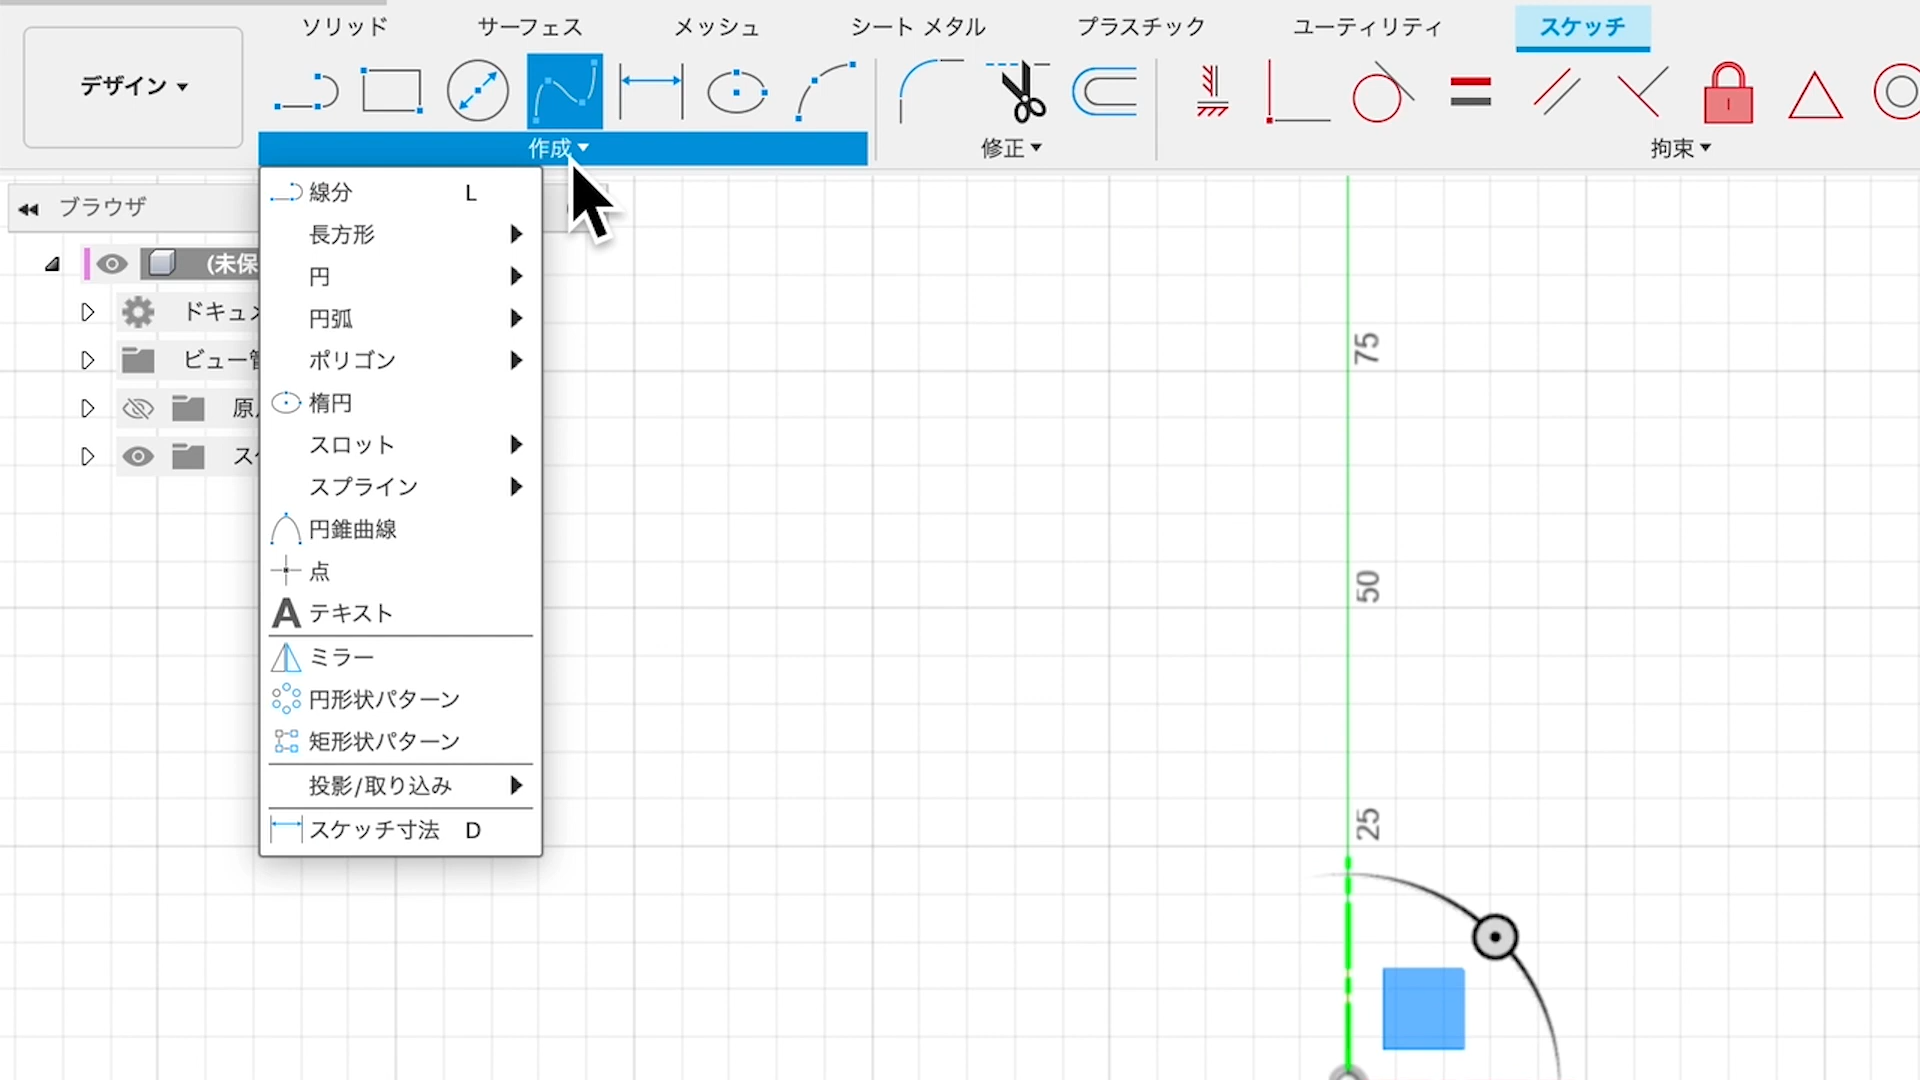 ソリッド
サーフェス
メッシュ
シート メタル
プラスチック
ユーティリティ
スケッチ
デザイン
作成
修正
拘束
ブラウザ
(未保
ドキュメ
ビュー管
原
スケ
線分 L
長方形
円
円弧
ポリゴン
楕円
スロット
スプライン
円錐曲線
点
A テキスト
ミラー
円形状パターン
矩形状パターン
投影/取り込み
スケッチ寸法 D
75
50
25